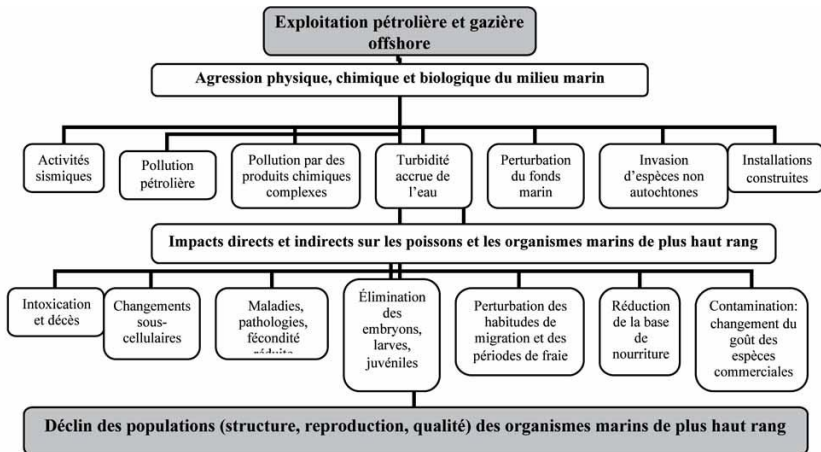 Exploitation pétrolière et gazière
offshore
Agression physique, chimique et biologique du milieu marin
Activités
sismiques
Pollution
pétrolière
Pollution par des
produits chimiques
complexes
Turbidité
accrue de
l'eau
Perturbation
du fonds
marin
Invasion
d'espèces non
autochtones
Installations
construites
Impacts directs et indirects sur les poissons et les organismes marins de plus haut rang
Intoxication
et décès
Changements
sous-
cellulaires
Maladies,
pathologies,
fécondité
réduite
Élimination
des
embryons,
larves,
juvéniles
Perturbation des
habitudes de
migration et des
périodes de fraie
Réduction
de la base
de
nourriture
Contamination:
changement du
goût des
espèces
commerciales
Déclin des populations (structure, reproduction, qualité) des organismes marins de plus haut rang